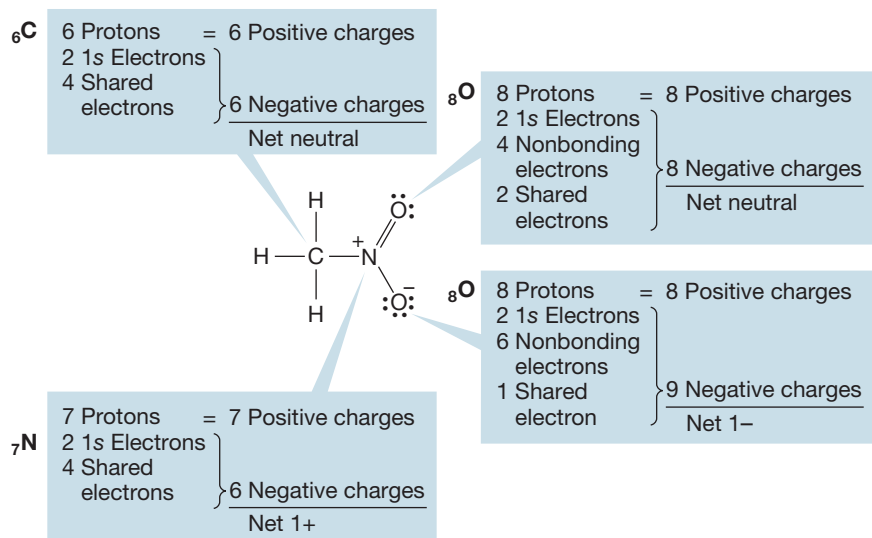 ₆C
6 Protons = 6 Positive charges
2 1s Electrons
4 Shared
electrons
6 Negative charges
Net neutral
₈O
8 Protons = 8 Positive charges
2 1s Electrons
4 Nonbonding
electrons
8 Negative charges
2 Shared
electrons
Net neutral
H
O
H C N +
H
O −
₈O
8 Protons = 8 Positive charges
2 1s Electrons
6 Nonbonding
electrons
1 Shared
electron
9 Negative charges
Net 1−
₇N
7 Protons = 7 Positive charges
2 1s Electrons
4 Shared
electrons
6 Negative charges
Net 1+